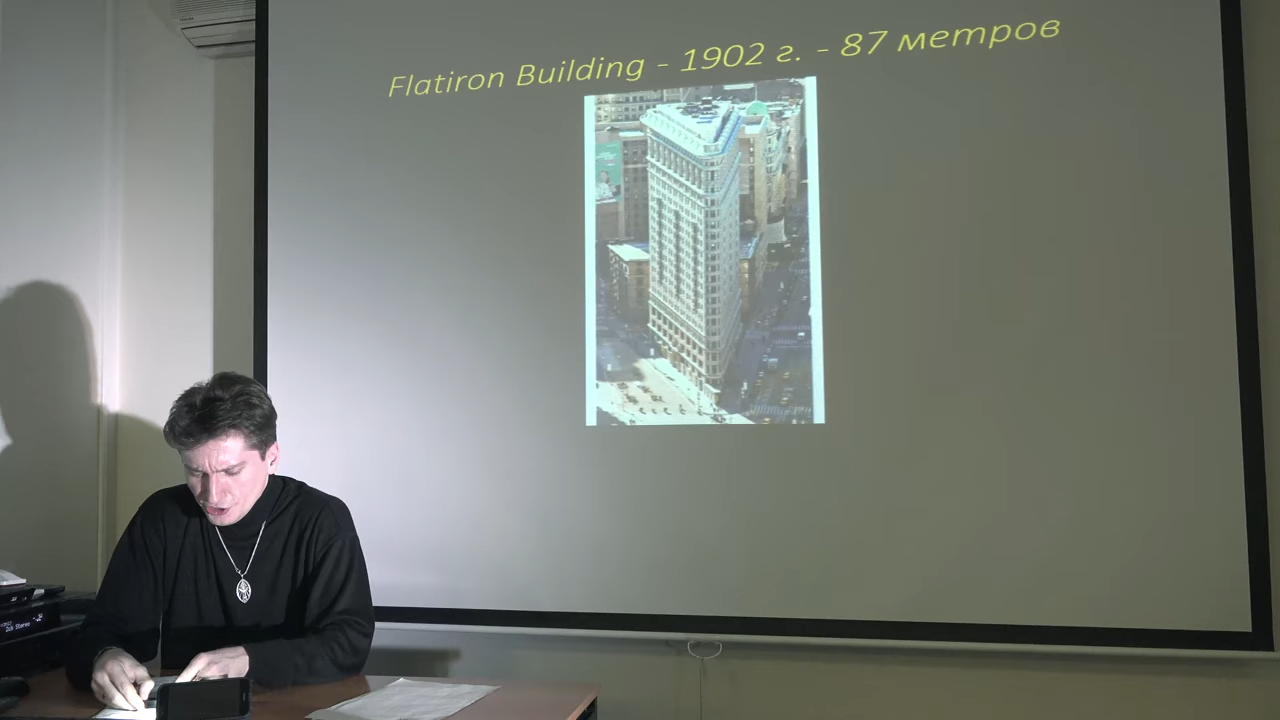 Flatiron Building - 1902 г. - 87 метров